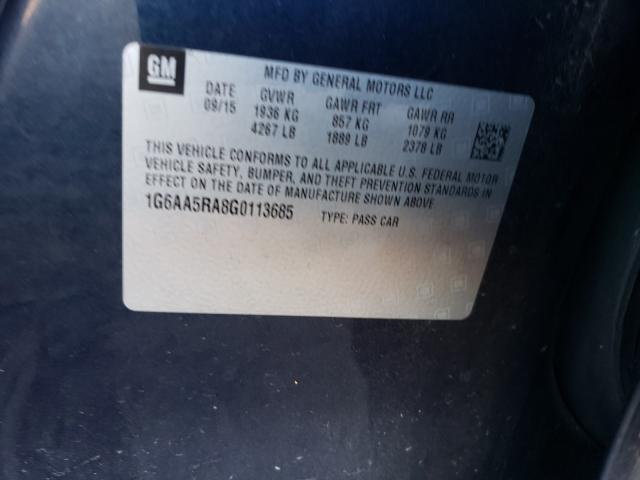 GM
MFD BY GENERAL MOTORS LLC
DATE GVWR GAWR FRT GAWR RR
09/15 1936 KG 857 KG 1079 KG
4267 LB 1889 LB 2378 LB
THIS VEHICLE CONFORMS TO ALL APPLICABLE U.S. FEDERAL MOTOR
VEHICLE SAFETY, BUMPER, AND THEFT PREVENTION STANDARDS IN
EFFECT ON THE DATE OF MANUFACTURE SHOWN ABOVE
1G6AA5RA8G0113685 TYPE: PASS CAR